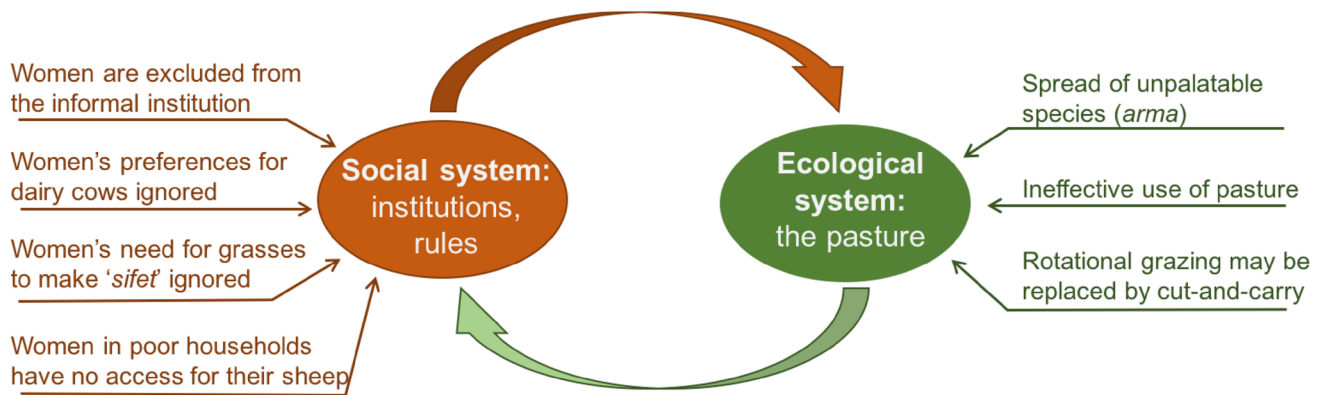 Women are excluded from
the informal institution
Women's preferences for
dairy cows ignored
Women's need for grasses
to make 'sifet' ignored
Women in poor households
have no access for their sheep
Social system:
institutions,
rules
Ecological
system:
the pasture
Spread of unpalatable
species (arma)
Ineffective use of pasture
Rotational grazing may be
replaced by cut-and-carry